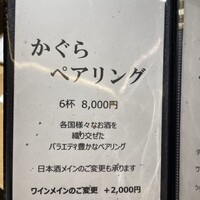 かぐら
ペアリング
6杯 8,000円
各国様々なお酒を
織り交ぜた
バラエティ豊かなペアリング
日本酒メインのご変更も承ります
ワインメインのご変更 +2,000円